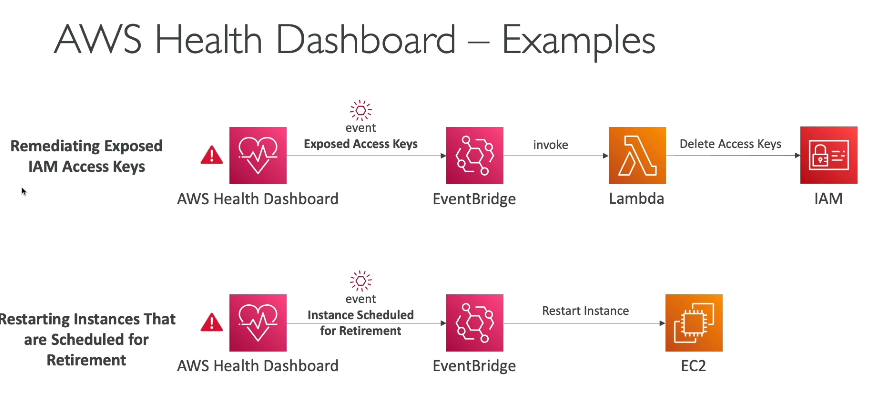 AWS Health Dashboard – Examples
Remediating Exposed
IAM Access Keys
event
Exposed Access Keys
invoke
Delete Access Keys
AWS Health Dashboard
EventBridge
Lambda
IAM
Restarting Instances That
are Scheduled for
Retirement
event
Instance Scheduled
for Retirement
Restart Instance
AWS Health Dashboard
EventBridge
EC2